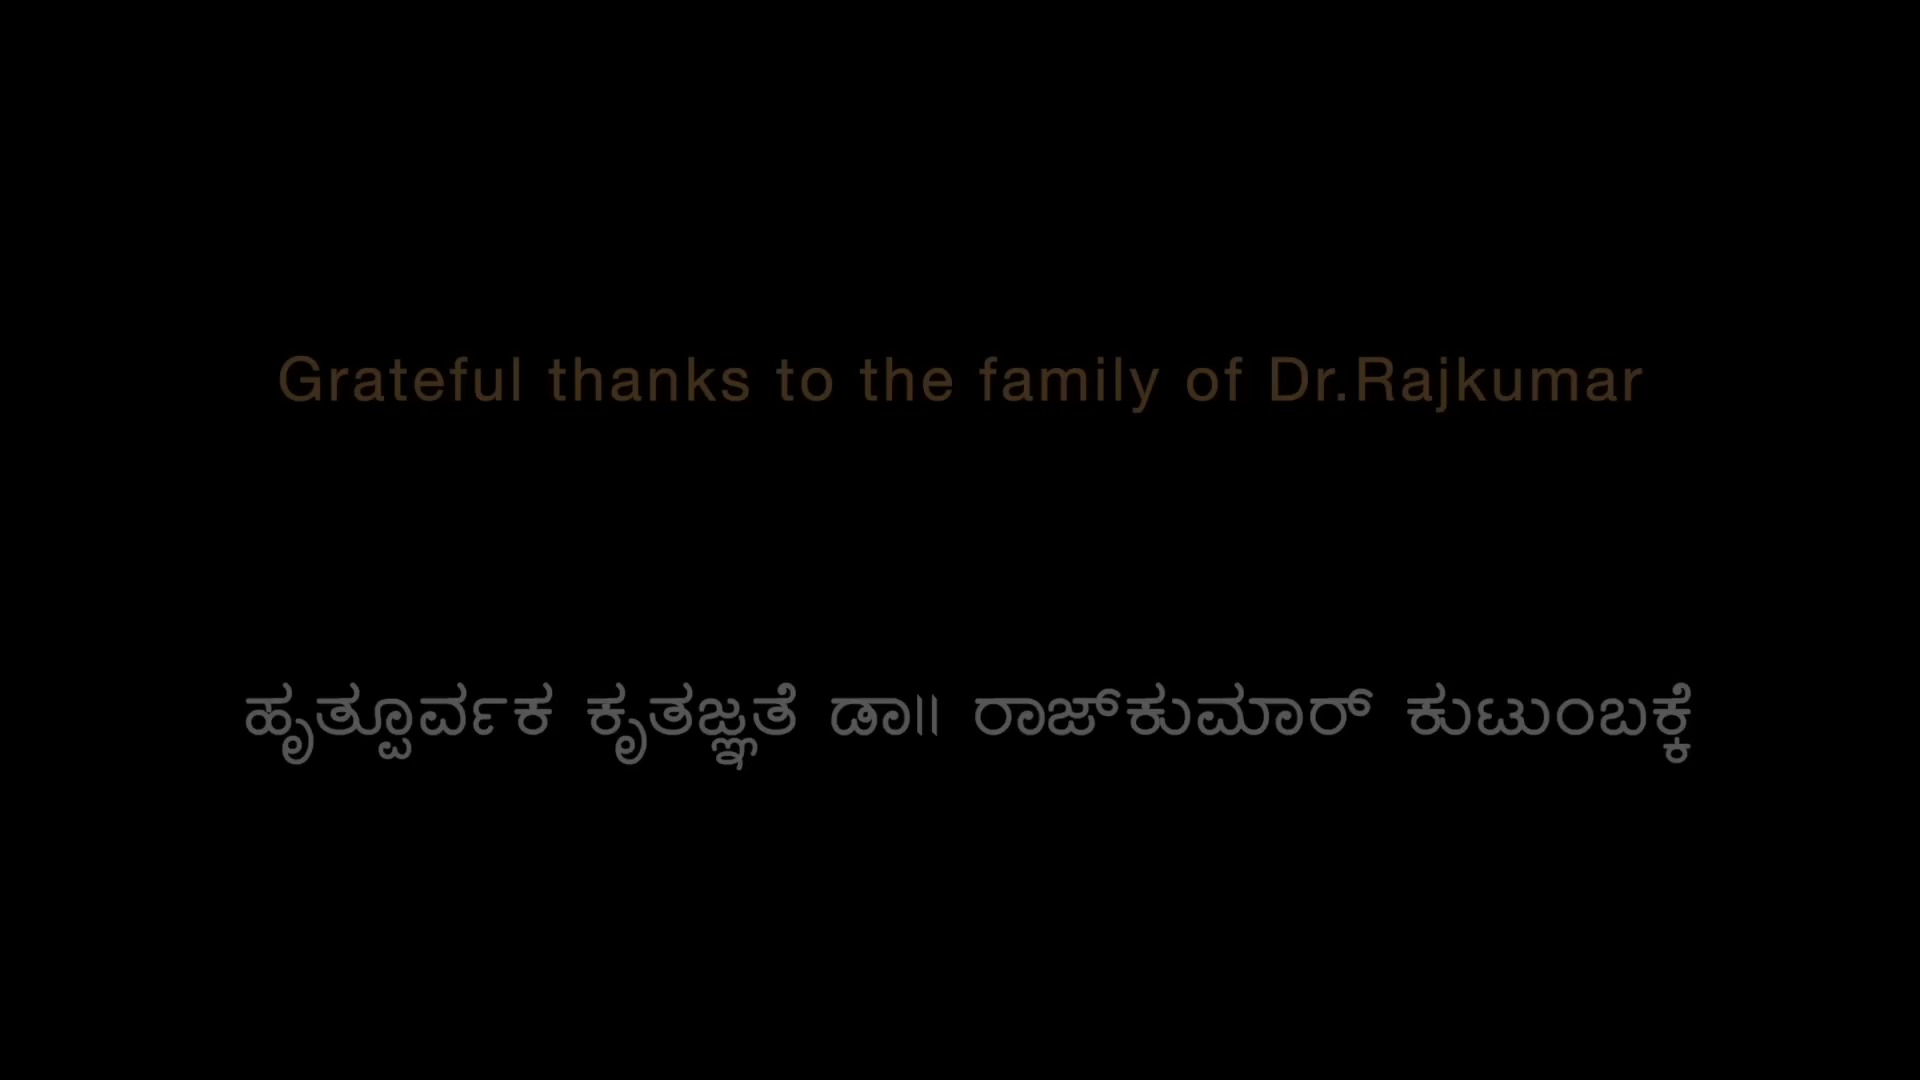 Grateful thanks to the family of Dr.Rajkumar
ಹೃತ್ಪೂರ್ವಕ ಕೃತಜ್ಞತೆ ಡಾ|| ರಾಜ್‌ಕುಮಾರ್ ಕುಟುಂಬಕ್ಕೆ